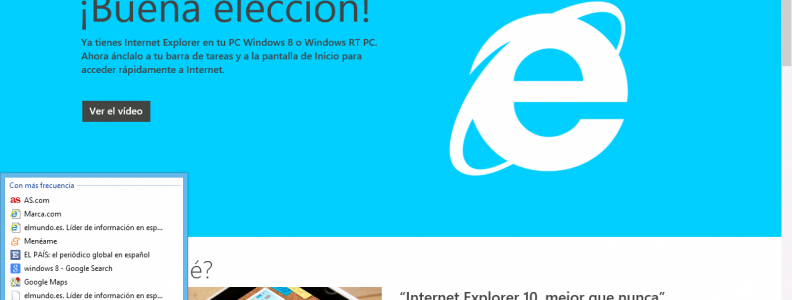 ¡Buena elección!
Ya tienes Internet Explorer en tu PC Windows 8 o Windows RT PC.
Ahora ánclalo a tu barra de tareas y a la pantalla de Inicio para
acceder rápidamente a Internet.
Ver el vídeo
Con más frecuencia
AS.com
Marca.com
elmundo.es. Líder de información en esp...
Menéame
EL PAÍS: el periódico global en español
windows 8 - Google Search
Google Maps
elmundo.es. Líder de información en esp...
é?
“Internet Explorer 10, mejor que nunca”